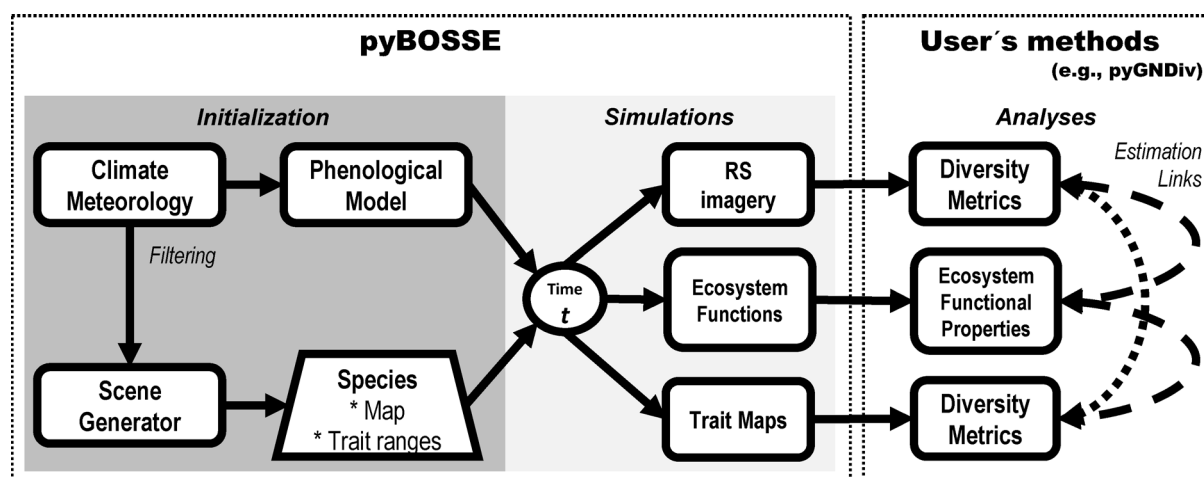 pyBOSSE
User´s methods
(e.g., pyGNDiv)
Initialization
Simulations
Analyses
Climate
Meteorology
Phenological
Model
RS
imagery
Diversity
Metrics
Estimation
Links
Filtering
Time
t
Ecosystem
Functions
Ecosystem
Functional
Properties
Scene
Generator
Species
* Map
* Trait ranges
Trait Maps
Diversity
Metrics